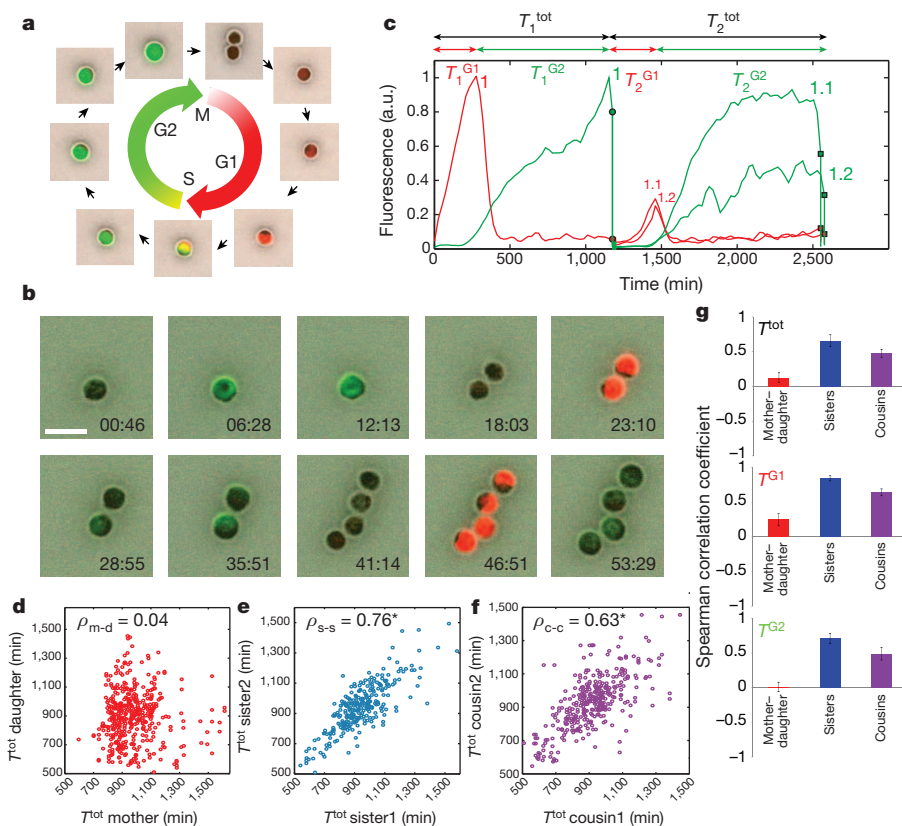 a
G2
M
G1
S
c
T₁ᵗᵒᵗ
T₂ᵗᵒᵗ
T₁ᴳ¹
1
T₁ᴳ²
1
T₂ᴳ¹
T₂ᴳ²
1.1
1.2
1.1
1.2
Fluorescence (a.u.)
1.0
0.8
0.6
0.4
0.2
0
0
500
1,000
1,500
2,000
2,500
Time (min)
b
00:46
06:28
12:13
18:03
23:10
28:55
35:51
41:14
46:51
53:29
d
ρm-d = 0.04
1,500
1,300
1,100
900
700
500
Tᵗᵒᵗ daughter (min)
500
700
900
1,100
1,300
1,500
Tᵗᵒᵗ mother (min)
e
ρs-s = 0.76*
1,500
1,300
1,100
900
700
500
Tᵗᵒᵗ sister2 (min)
500
700
900
1,100
1,300
1,500
Tᵗᵒᵗ sister1 (min)
f
ρc-c = 0.63*
1,500
1,300
1,100
900
700
500
Tᵗᵒᵗ cousin2 (min)
500
700
900
1,100
1,300
1,500
Tᵗᵒᵗ cousin1 (min)
g
Spearman correlation coefficient
Tᵗᵒᵗ
1
0.5
0
−0.5
−1
Mother–
daughter
Sisters
Cousins
Tᴳ¹
1
0.5
0
−0.5
−1
Mother–
daughter
Sisters
Cousins
Tᴳ²
1
0.5
0
−0.5
−1
Mother–
daughter
Sisters
Cousins